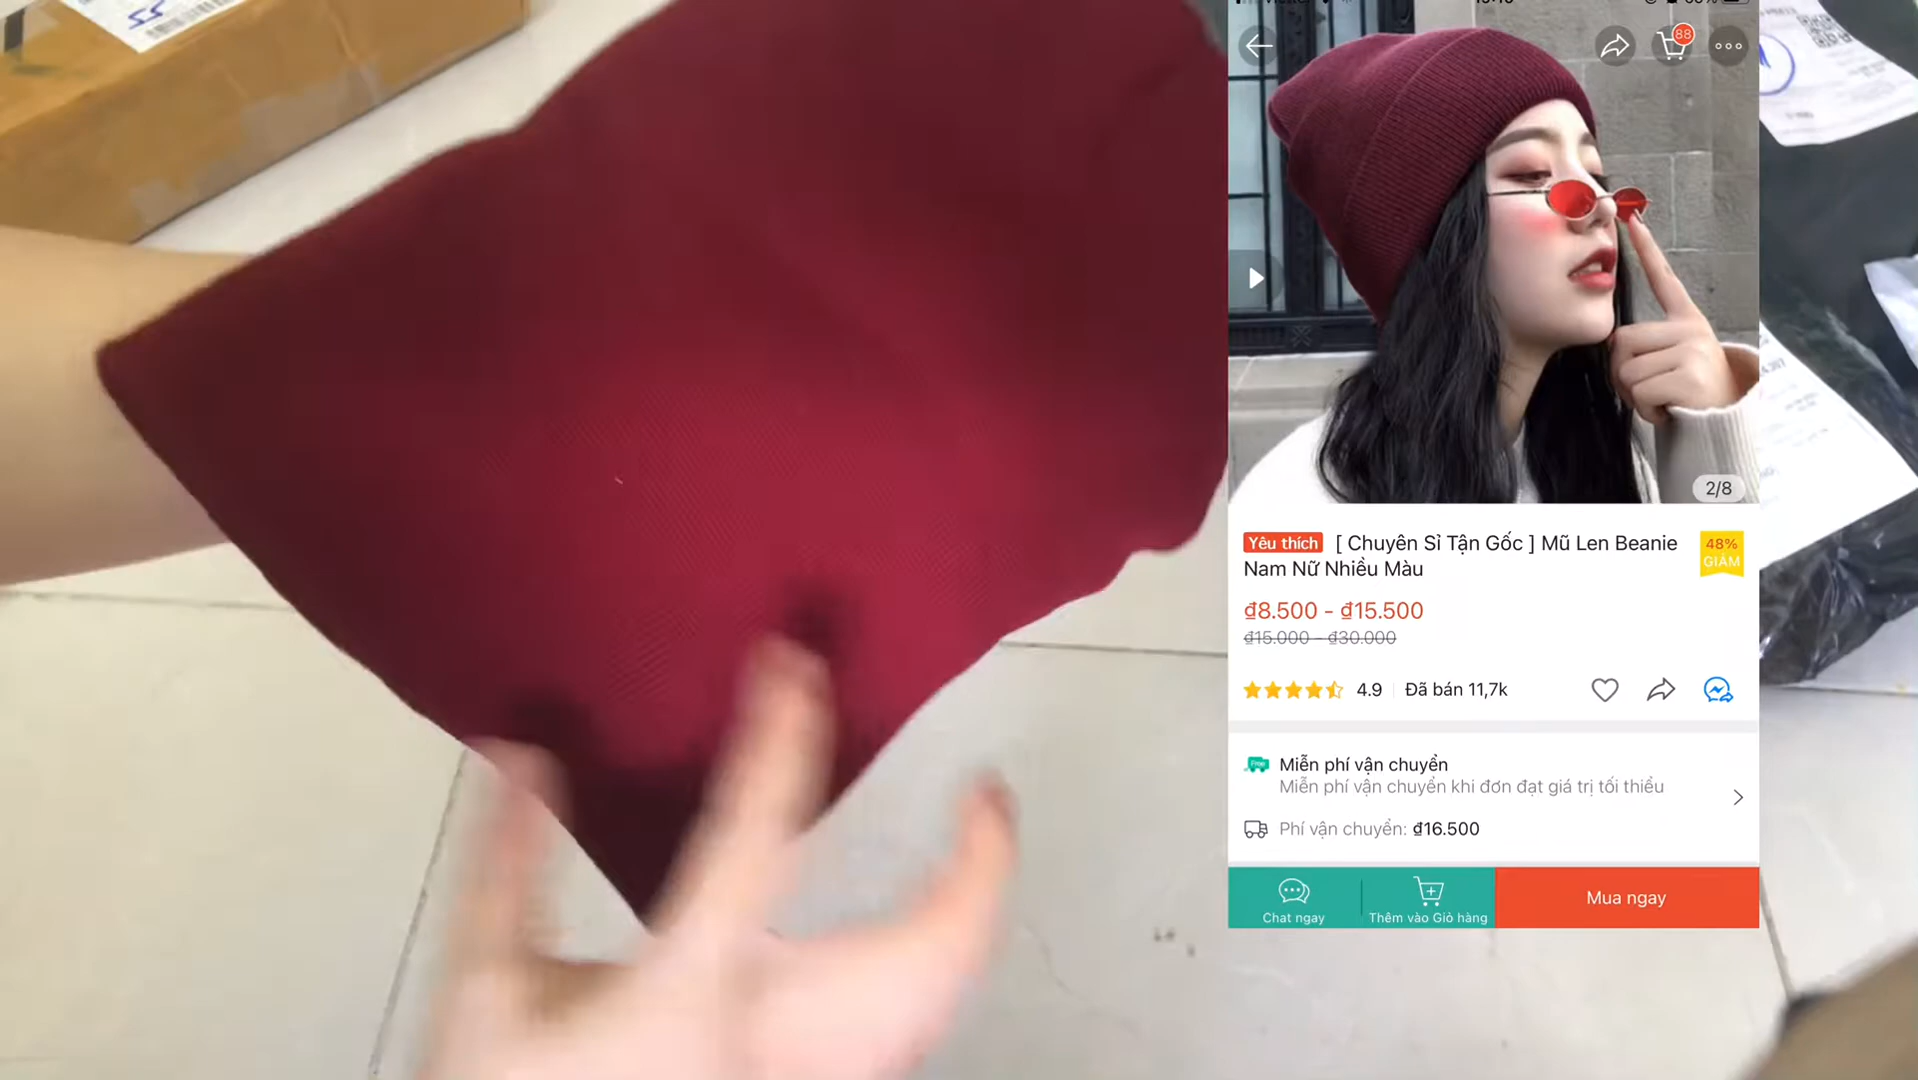 55
88
2/8
Yêu thích [ Chuyên Sỉ Tận Gốc ] Mũ Len Beanie
Nam Nữ Nhiều Màu
48%
GIẢM
₫8.500 - ₫15.500
₫15.000 - ₫30.000
4.9 Đã bán 11,7k
Free Miễn phí vận chuyển
Miễn phí vận chuyển khi đơn đạt giá trị tối thiểu
Phí vận chuyển: ₫16.500
Chat ngay
Thêm vào Giỏ hàng
Mua ngay